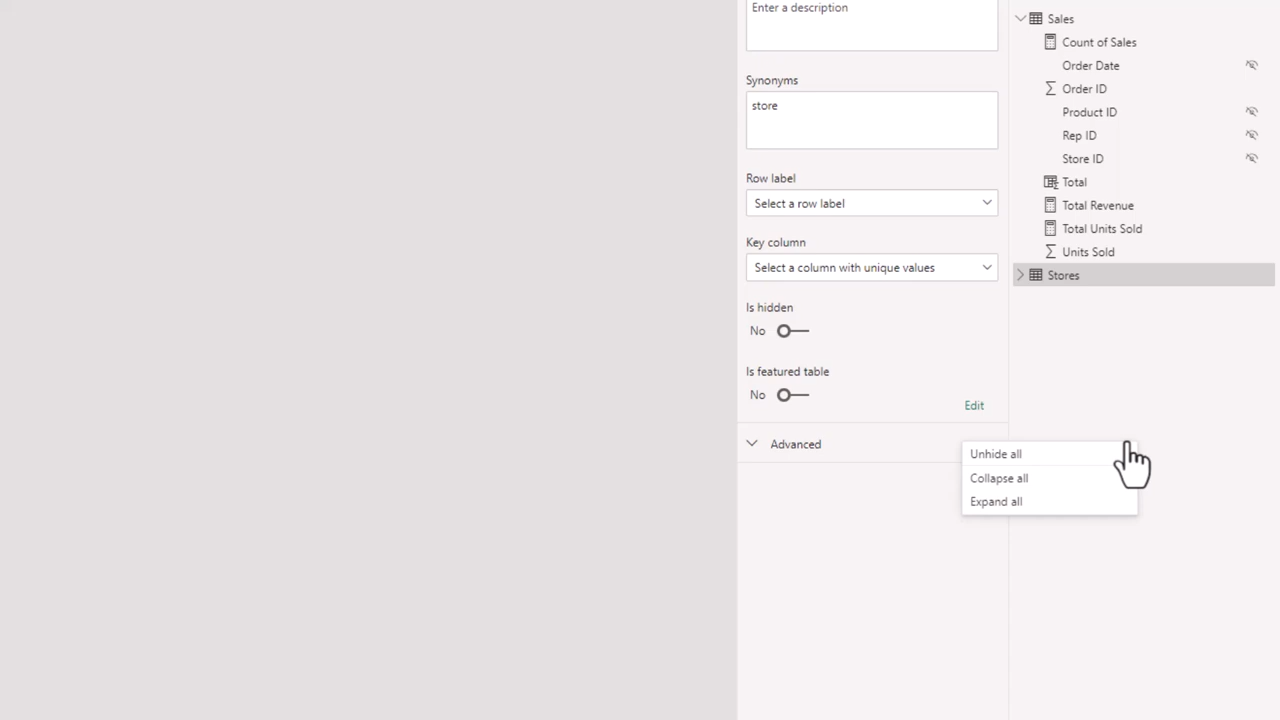 Enter a description
Synonyms
store
Row label
Select a row label
Key column
Select a column with unique values
Is hidden
No
Is featured table
No
Edit
Advanced
Unhide all
Collapse all
Expand all
Sales
Count of Sales
Order Date
Order ID
Product ID
Rep ID
Store ID
Total
Total Revenue
Total Units Sold
Units Sold
Stores